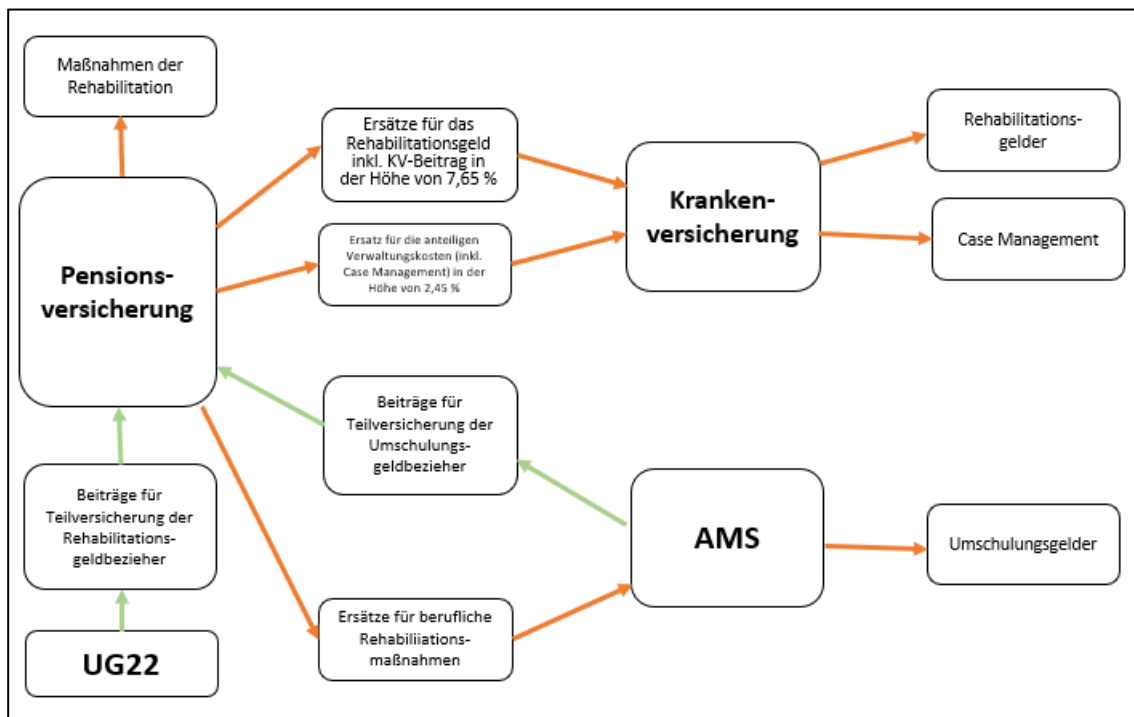 Maßnahmen der
Rehabilitation
Ersätze für das
Rehabilitationsgeld
inkl. KV-Beitrag in
der Höhe von 7,65 %
Rehabilitations-
gelder
Kranken-
versicherung
Pensions-
versicherung
Ersatz für die anteiligen
Verwaltungskosten (inkl.
Case Management) in der
Höhe von 2,45 %
Case Management
Beiträge für
Teilversicherung der
Umschulungs-
geldbezieher
Beiträge für
Teilversicherung der
Rehabilitations-
geldbezieher
AMS
Umschulungsgelder
Ersätze für berufliche
Rehabiliiations-
maßnahmen
UG22